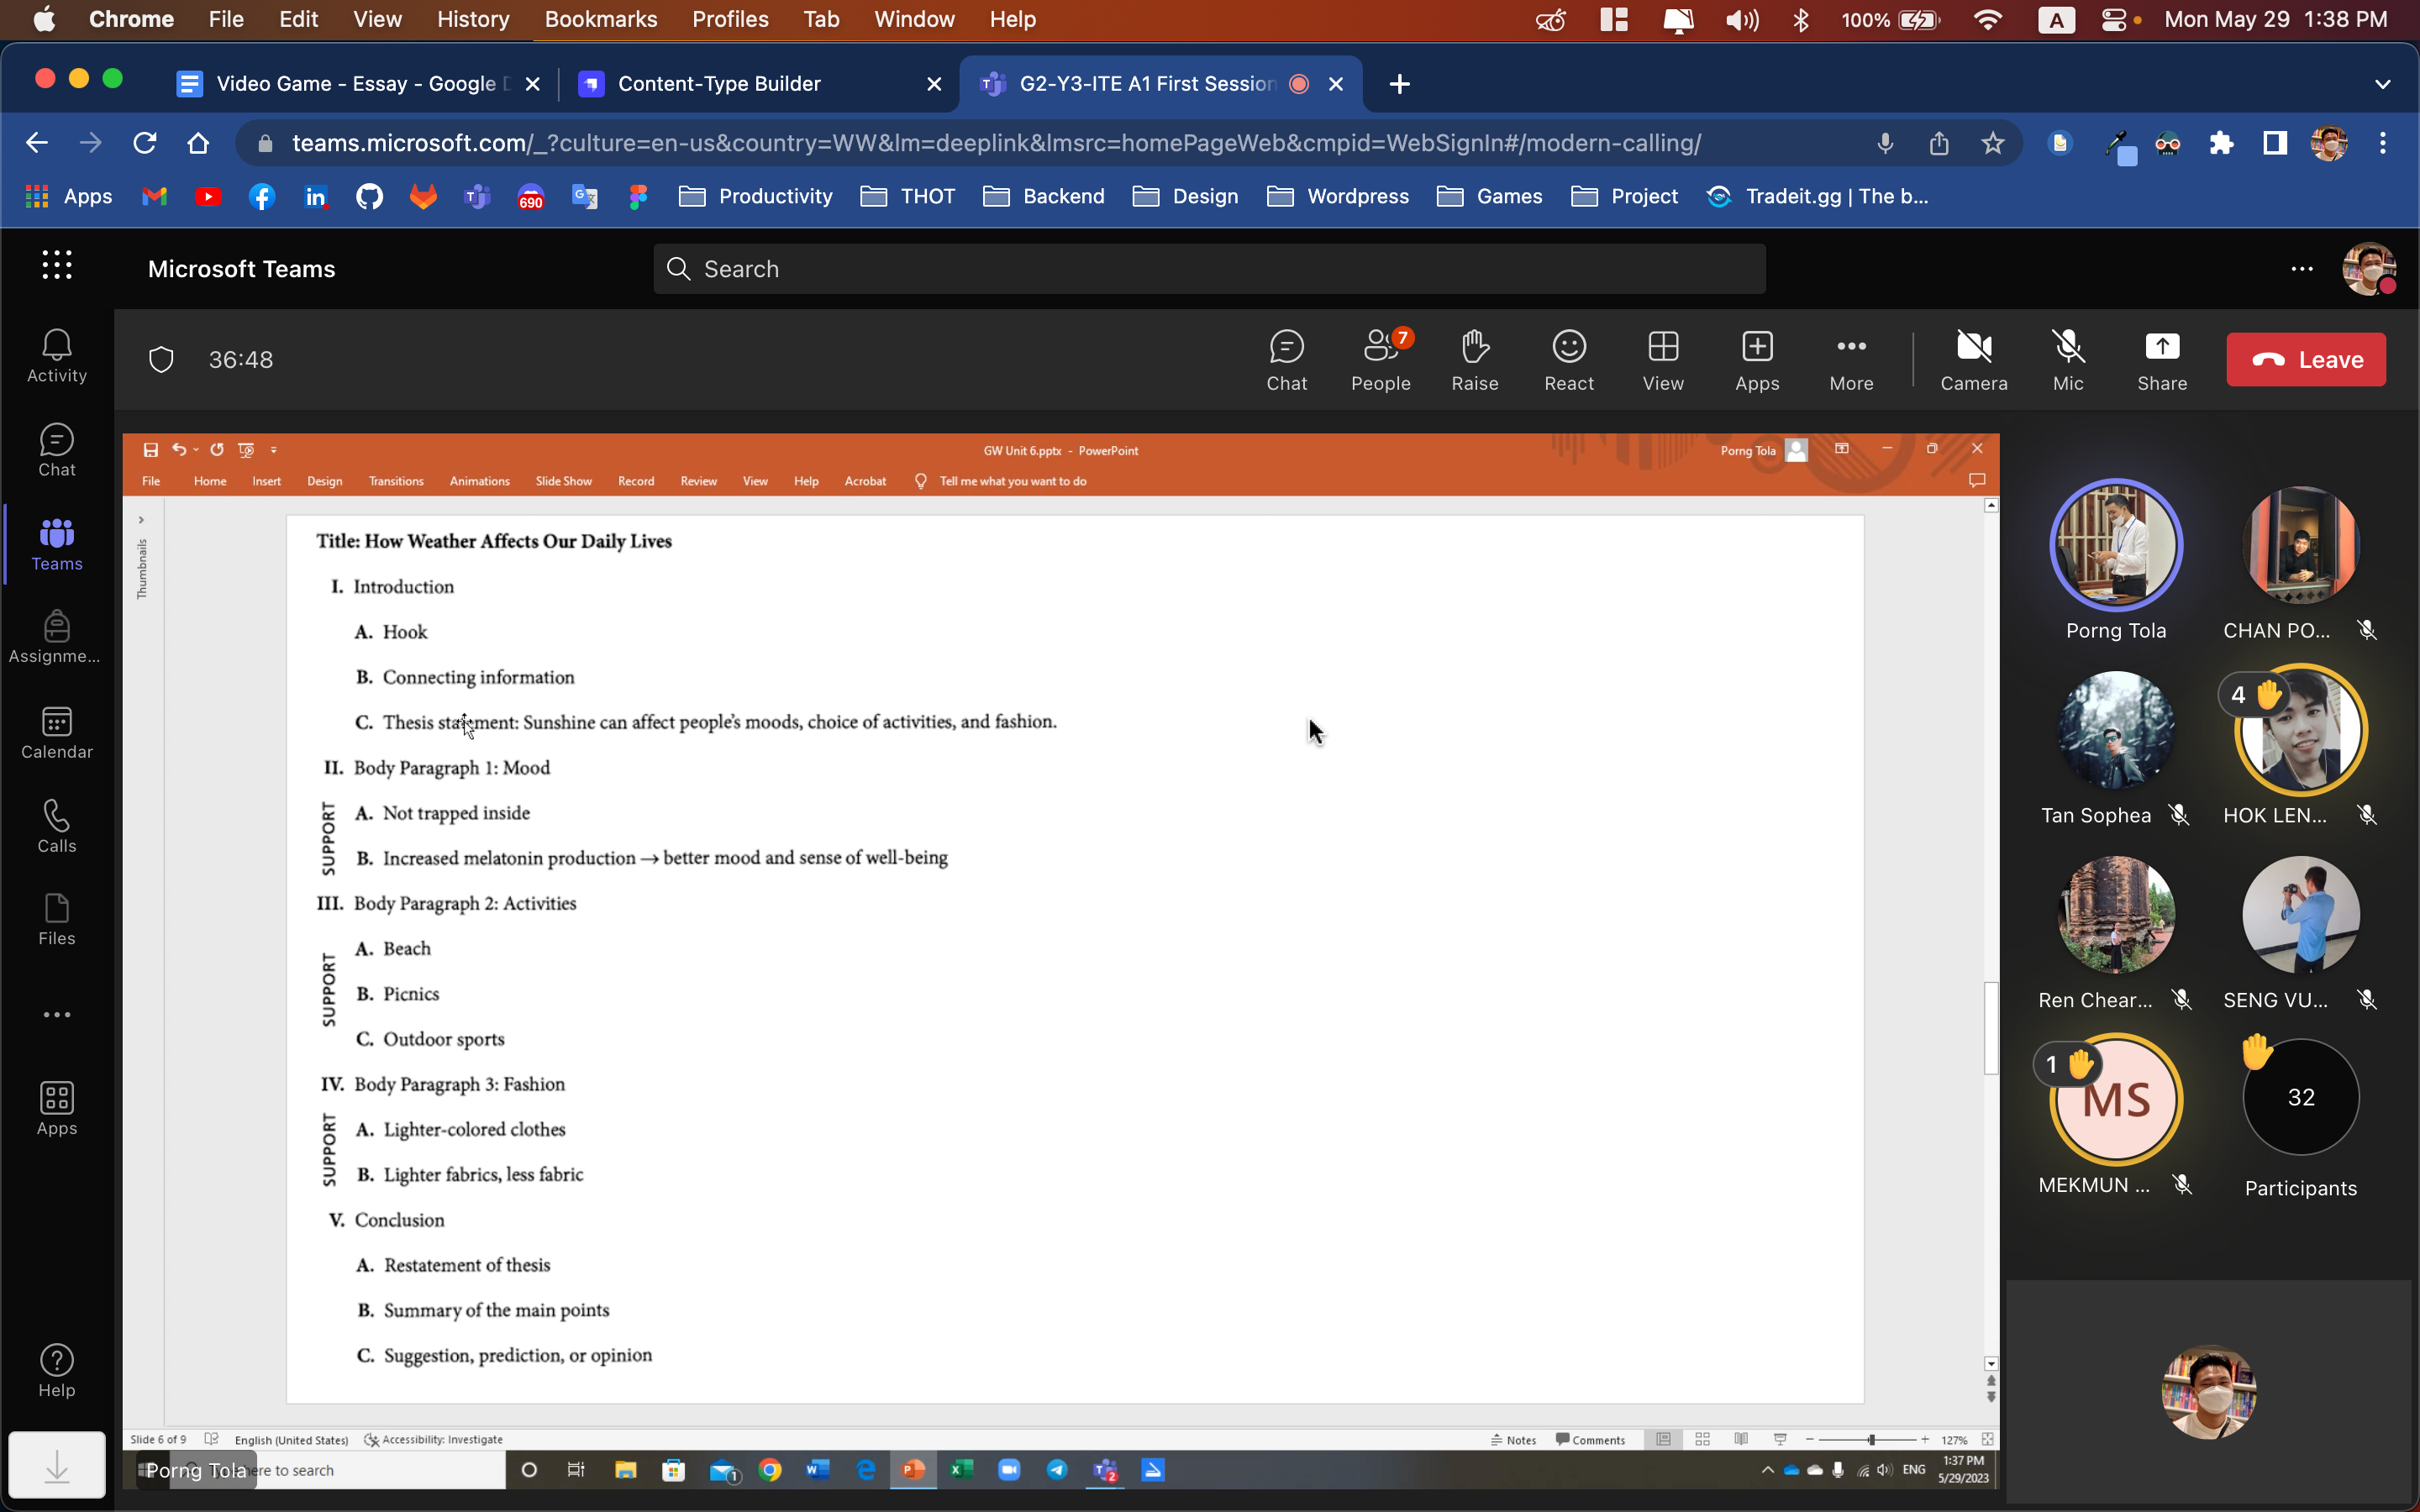 Chrome File Edit View History Bookmarks Profiles Tab Window Help 100% A Mon May 29 1:38 PM
Video Game - Essay - Google Content-Type Builder G2-Y3-ITE A1 First Session
teams.microsoft.com/_?culture=en-us&country=WW&lm=deeplink&lmsrc=homePageWeb&cmpid=WebSignIn#/modern-calling/
Apps in 690 Productivity THOT Backend Design Wordpress Games Project Tradeit.gg | The b...
Microsoft Teams Search
36:48 Chat People 7 Raise React View Apps More Camera Mic Share Leave
Activity
Chat
Teams
Assignme...
Calendar
Calls
Files
Apps
Help
GW Unit 6.pptx - PowerPoint Porng Tola
File Home Insert Design Transitions Animations Slide Show Record Review View Help Acrobat Tell me what you want to do
Thumbnails
Title: How Weather Affects Our Daily Lives
I. Introduction
A. Hook
B. Connecting information
C. Thesis statement: Sunshine can affect people's moods, choice of activities, and fashion.
II. Body Paragraph 1: Mood
SUPPORT
A. Not trapped inside
B. Increased melatonin production → better mood and sense of well-being
III. Body Paragraph 2: Activities
SUPPORT
A. Beach
B. Picnics
C. Outdoor sports
IV. Body Paragraph 3: Fashion
SUPPORT
A. Lighter-colored clothes
B. Lighter fabrics, less fabric
V. Conclusion
A. Restatement of thesis
B. Summary of the main points
C. Suggestion, prediction, or opinion
Slide 6 of 9 English (United States) Accessibility: Investigate Notes Comments 127%
Porng Tola here to search 1 2 ENG 1:37 PM
5/29/2023
Porng Tola CHAN PO...
4
Tan Sophea HOK LEN...
Ren Chear... SENG VU...
1 MS 32
MEKMUN ... Participants